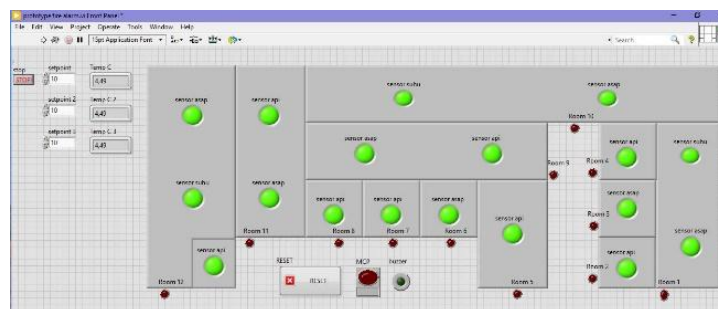 prototype fire alarm.vi Front Panel *
File Edit View Project Operate Tools Window Help
15pt Application Font
Search
stop
STOP
setpoint
10
Temp C
4,49
setpoint 2
10
Temp C 2
4,49
setpoint 3
10
Temp C 3
4,49
sensor asap
sensor api
sensor suhu
sensor asap
Room 10
sensor asap
sensor api
Room 9
Room 4
sensor api
sensor suhu
sensor suhu
sensor asap
sensor api
sensor api
sensor asap
sensor asap
Room 3
sensor api
sensor asap
Room 11
Room 8
Room 7
Room 6
sensor api
sensor api
Room 2
RESET
RESET
MCP
Buzzer
Room 12
Room 5
Room 1